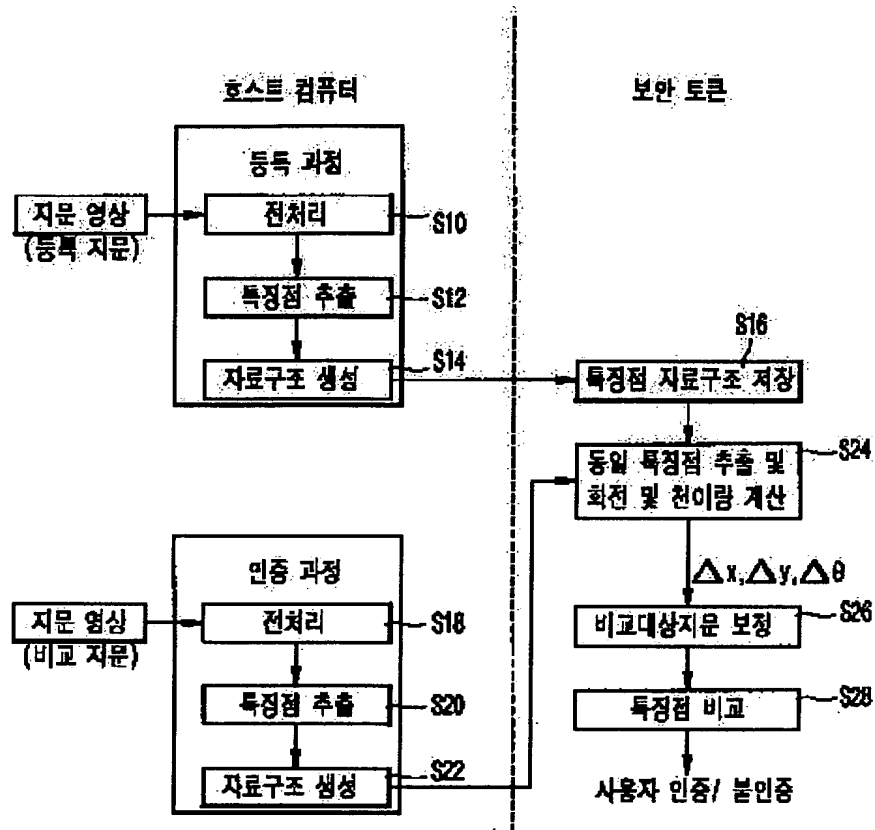 호스트 컴퓨터
보안 토큰
등록 과정
지문 영상
(등록 지문)
전처리
S10
특징점 추출
S12
자료구조 생성
S14
S16
특징점 자료구조 저장
동일 특징점 추출 및
회전 및 천이량 계산
S24
△x,△y,△θ
인증 과정
지문 영상
(비교 지문)
전처리
S18
특징점 추출
S20
자료구조 생성
S22
비교대상지문 보정
S26
특징점 비교
S28
사용자 인증/ 불인증